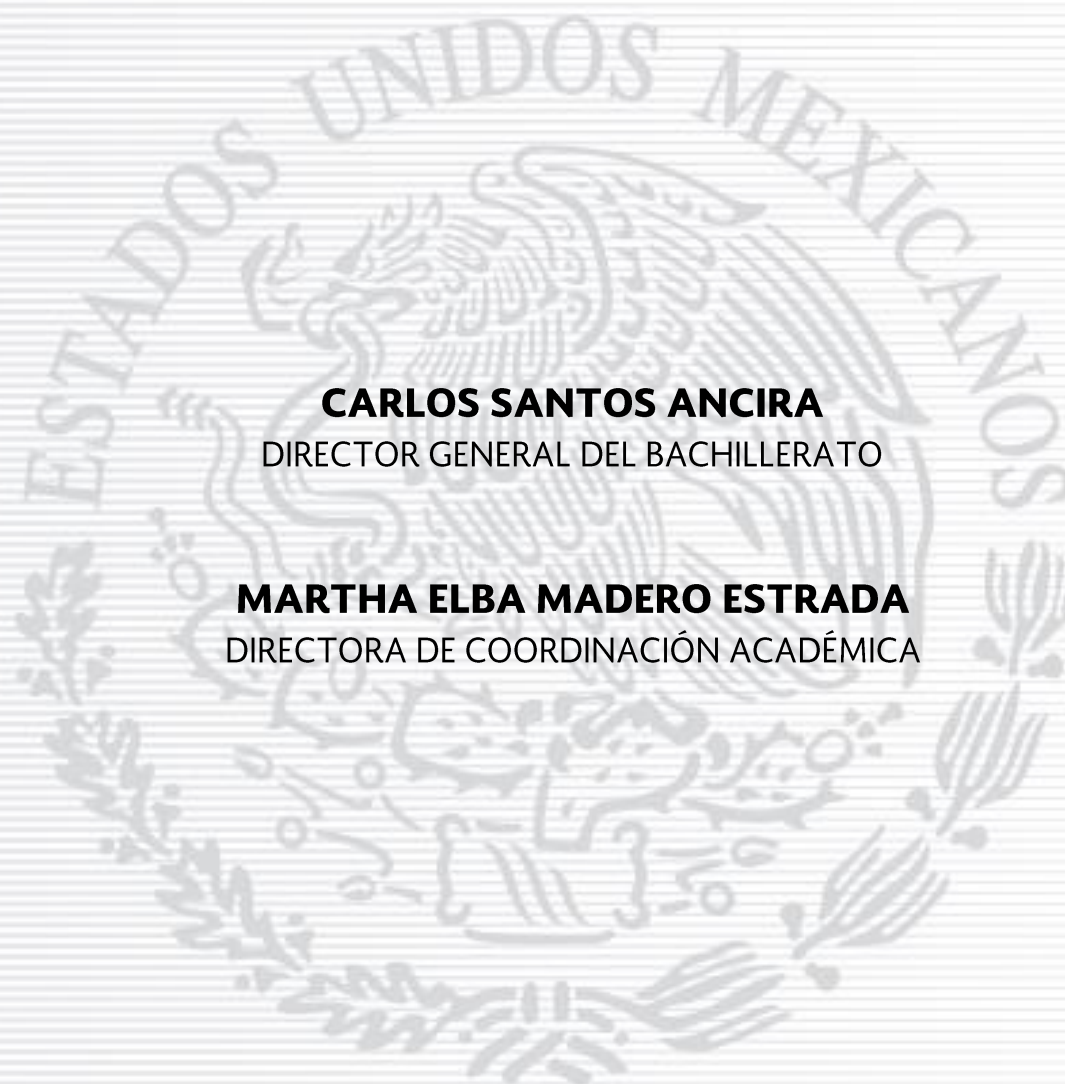 ESTADOS UNIDOS MEXICANOS
CARLOS SANTOS ANCIRA
DIRECTOR GENERAL DEL BACHILLERATO
MARTHA ELBA MADERO ESTRADA
DIRECTORA DE COORDINACIÓN ACADÉMICA